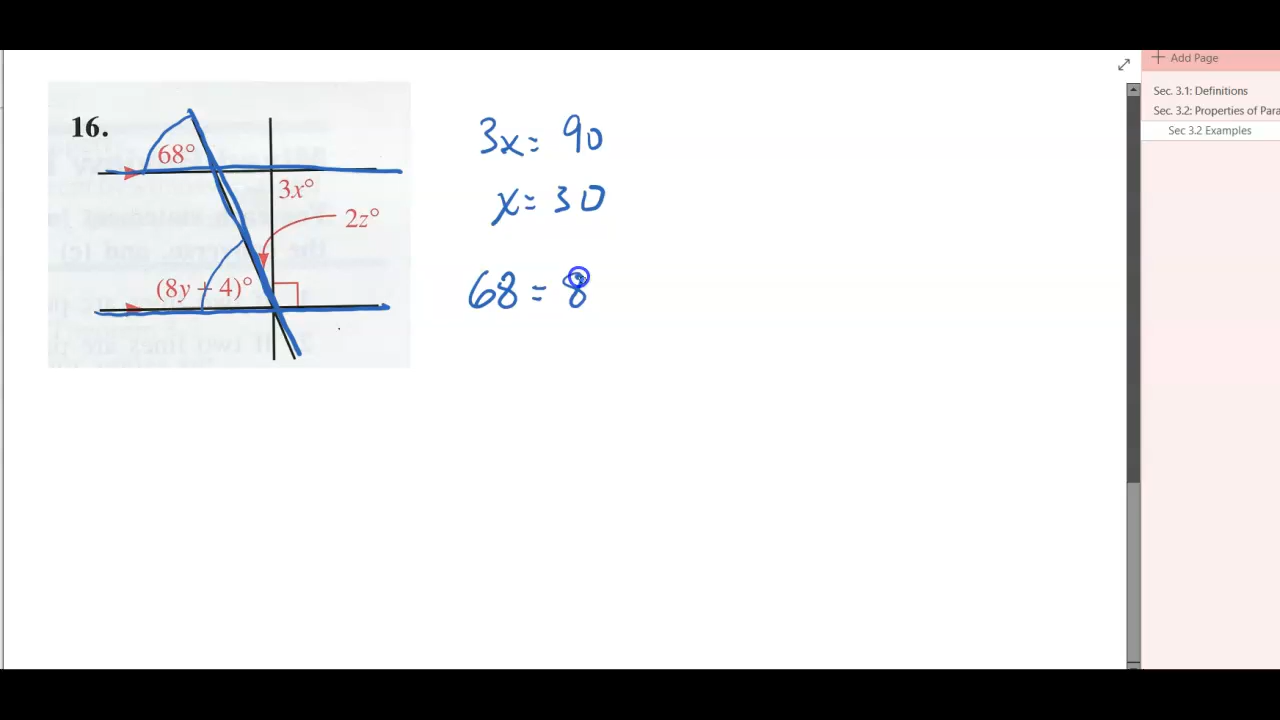 Add Page
Sec. 3.1: Definitions
Sec. 3.2: Properties of Para
Sec 3.2 Examples
16.
68°
3x°
2z°
(8y + 4)°
3x = 90
x = 30
68 = 8